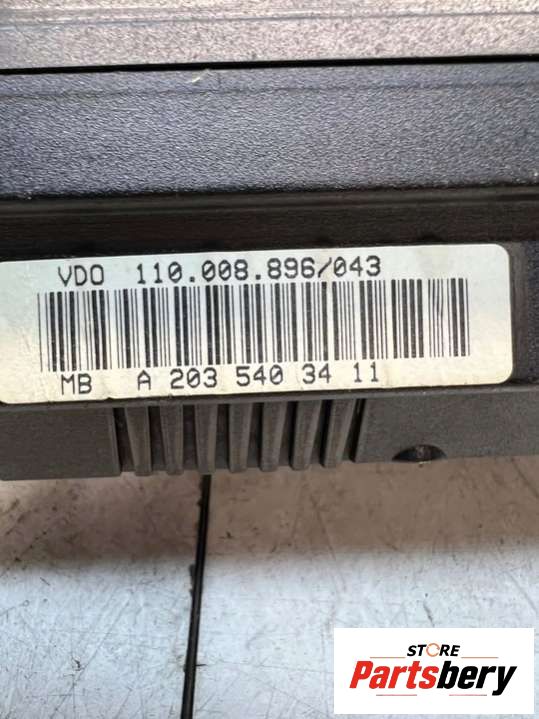 VDO 110.008.896/043
MB A 203 540 34 11
STORE
Partsbery